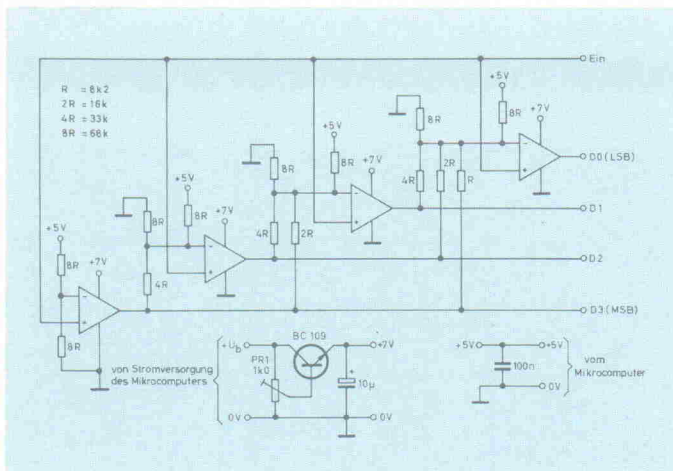 Ein
+5V
8R
+7V
R = 8k2
2R = 16k
4R = 33k
8R = 68k
8R
D0 (LSB)
+5V
8R
+7V
8R
4R
2R
R
D1
+5V
8R
+7V
8R
4R
2R
D2
+5V
8R
+7V
8R
4R
D3 (MSB)
8R
von Stromversorgung
des Mikrocomputers
+Ub
PR1
1k0
BC 109
+
10µ
+7V
0V
0V
+5V
100n
+5V
0V
vom
Mikrocomputer